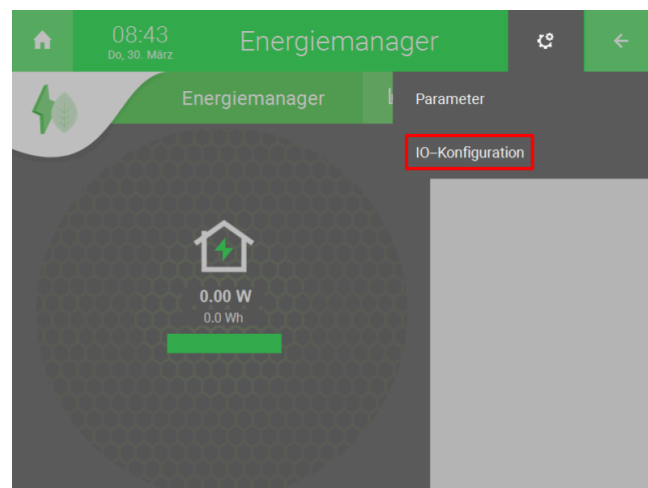 08:43
Do, 30. März
Energiemanager
Energiemanager
Parameter
IO-Konfiguration
0.00 W
0.0 Wh